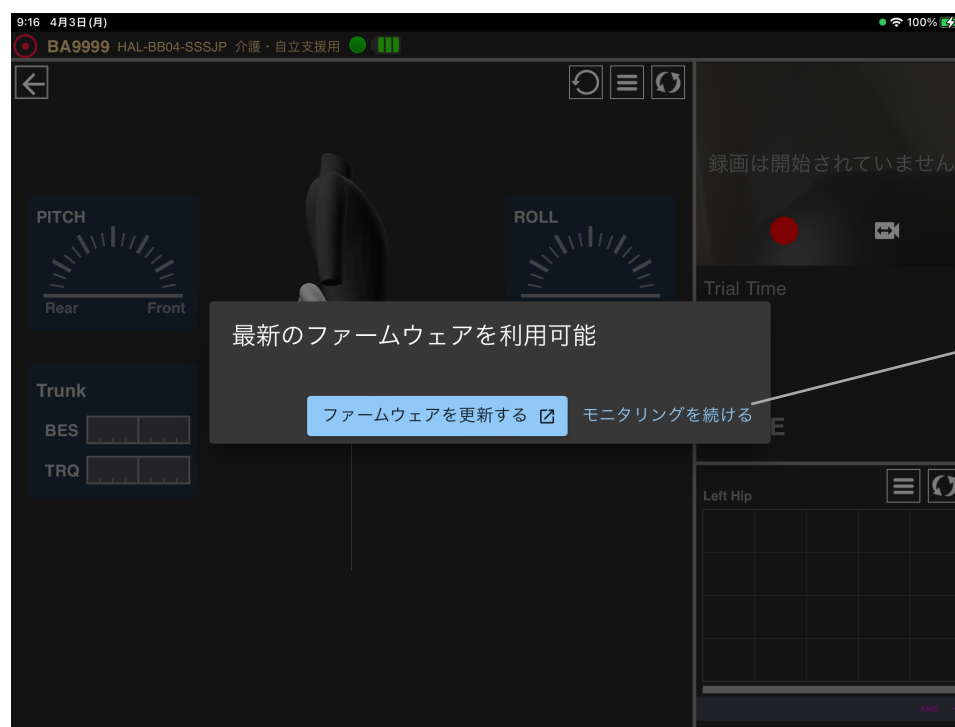 9:16 4月3日(月)
100%
BA9999 HAL-BB04-SSSJP 介護・自立支援用
録画は開始されていません
PITCH
Rear Front
ROLL
Trial Time
最新のファームウェアを利用可能
ファームウェアを更新する モニタリングを続ける
E
Trunk
BES
TRQ
Left Hip
ANG